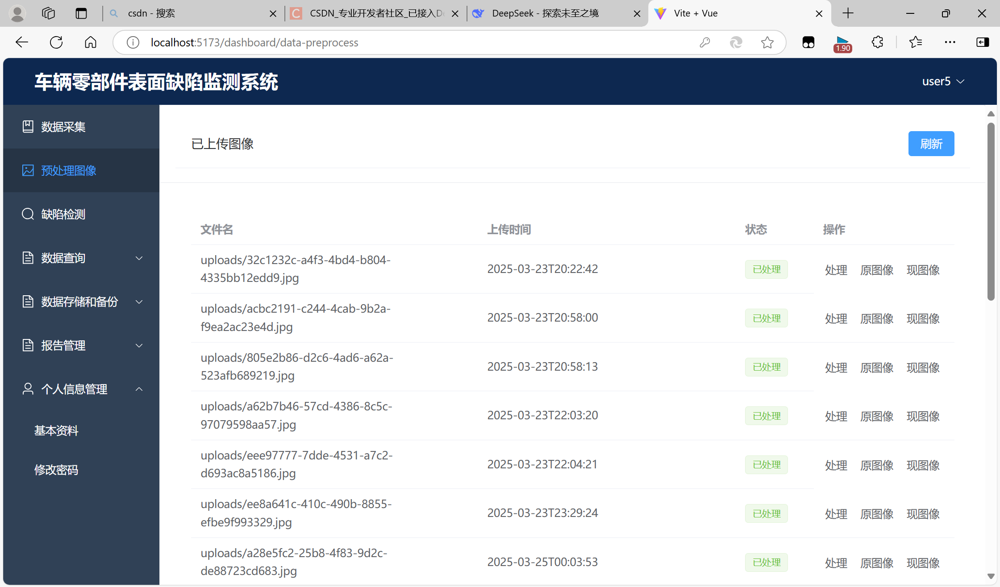 csdn - 搜索
CSDN_专业开发者社区_已接入D
DeepSeek - 探索未至之境
Vite + Vue
localhost:5173/dashboard/data-preprocess
1.90
车辆零部件表面缺陷监测系统
user5
数据采集
预处理图像
缺陷检测
数据查询
数据存储和备份
报告管理
个人信息管理
基本资料
修改密码
已上传图像
刷新
文件名 上传时间 状态 操作
uploads/32c1232c-a4f3-4bd4-b804-
4335bb12edd9.jpg
2025-03-23T20:22:42 已处理 处理 原图像 现图像
uploads/acbc2191-c244-4cab-9b2a-
f9ea2ac23e4d.jpg
2025-03-23T20:58:00 已处理 处理 原图像 现图像
uploads/805e2b86-d2c6-4ad6-a62a-
523afb689219.jpg
2025-03-23T20:58:13 已处理 处理 原图像 现图像
uploads/a62b7b46-57cd-4386-8c5c-
97079598aa57.jpg
2025-03-23T22:03:20 已处理 处理 原图像 现图像
uploads/eee97777-7dde-4531-a7c2-
d693ac8a5186.jpg
2025-03-23T22:04:21 已处理 处理 原图像 现图像
uploads/ee8a641c-410c-490b-8855-
efbe9f993329.jpg
2025-03-23T23:29:24 已处理 处理 原图像 现图像
uploads/a28e5fc2-25b8-4f83-9d2c-
de88723cd683.jpg
2025-03-25T00:03:53 已处理 处理 原图像 现图像